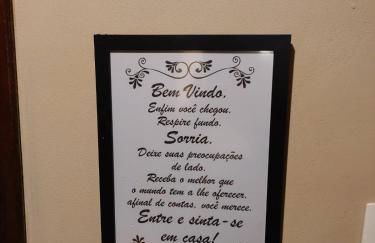 Bem Vindo,
Enfim você chegou.
Respire fundo.
Sorria.
Deixe suas preocupações
de lado.
Receba o melhor que
o mundo tem a lhe oferecer,
afinal de contas, você merece.
Entre e sinta-se
em casa!